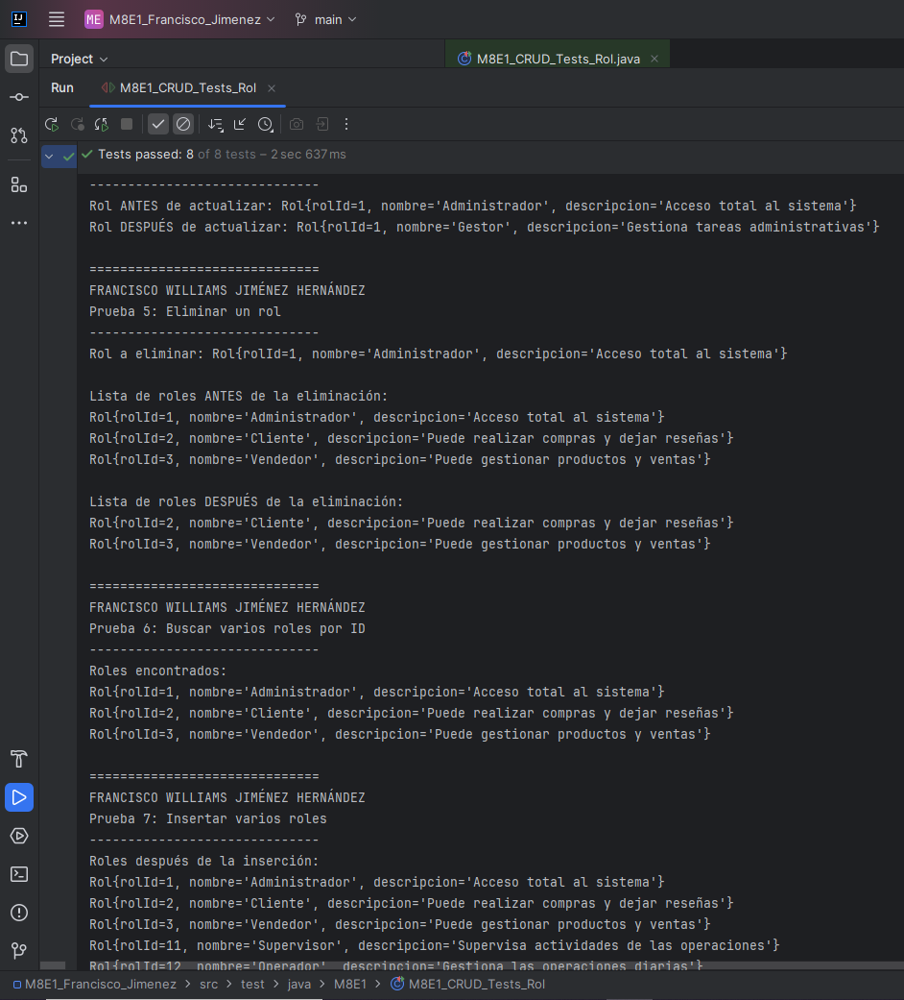 IJ
ME M8E1_Francisco_Jimenez main
Project
M8E1_CRUD_Tests_Rol.java
Run M8E1_CRUD_Tests_Rol
Tests passed: 8 of 8 tests – 2 sec 637 ms
------------------------------
Rol ANTES de actualizar: Rol{rolId=1, nombre='Administrador', descripcion='Acceso total al sistema'}
Rol DESPUÉS de actualizar: Rol{rolId=1, nombre='Gestor', descripcion='Gestiona tareas administrativas'}
==============================
FRANCISCO WILLIAMS JIMÉNEZ HERNÁNDEZ
Prueba 5: Eliminar un rol
------------------------------
Rol a eliminar: Rol{rolId=1, nombre='Administrador', descripcion='Acceso total al sistema'}
Lista de roles ANTES de la eliminación:
Rol{rolId=1, nombre='Administrador', descripcion='Acceso total al sistema'}
Rol{rolId=2, nombre='Cliente', descripcion='Puede realizar compras y dejar reseñas'}
Rol{rolId=3, nombre='Vendedor', descripcion='Puede gestionar productos y ventas'}
Lista de roles DESPUÉS de la eliminación:
Rol{rolId=2, nombre='Cliente', descripcion='Puede realizar compras y dejar reseñas'}
Rol{rolId=3, nombre='Vendedor', descripcion='Puede gestionar productos y ventas'}
==============================
FRANCISCO WILLIAMS JIMÉNEZ HERNÁNDEZ
Prueba 6: Buscar varios roles por ID
------------------------------
Roles encontrados:
Rol{rolId=1, nombre='Administrador', descripcion='Acceso total al sistema'}
Rol{rolId=2, nombre='Cliente', descripcion='Puede realizar compras y dejar reseñas'}
Rol{rolId=3, nombre='Vendedor', descripcion='Puede gestionar productos y ventas'}
==============================
FRANCISCO WILLIAMS JIMÉNEZ HERNÁNDEZ
Prueba 7: Insertar varios roles
------------------------------
Roles después de la inserción:
Rol{rolId=1, nombre='Administrador', descripcion='Acceso total al sistema'}
Rol{rolId=2, nombre='Cliente', descripcion='Puede realizar compras y dejar reseñas'}
Rol{rolId=3, nombre='Vendedor', descripcion='Puede gestionar productos y ventas'}
Rol{rolId=11, nombre='Supervisor', descripcion='Supervisa actividades de las operaciones'}
Rol{rolId=12, nombre='Operador', descripcion='Gestiona las operaciones diarias'}
M8E1_Francisco_Jimenez > src > test > java > M8E1 > M8E1_CRUD_Tests_Rol